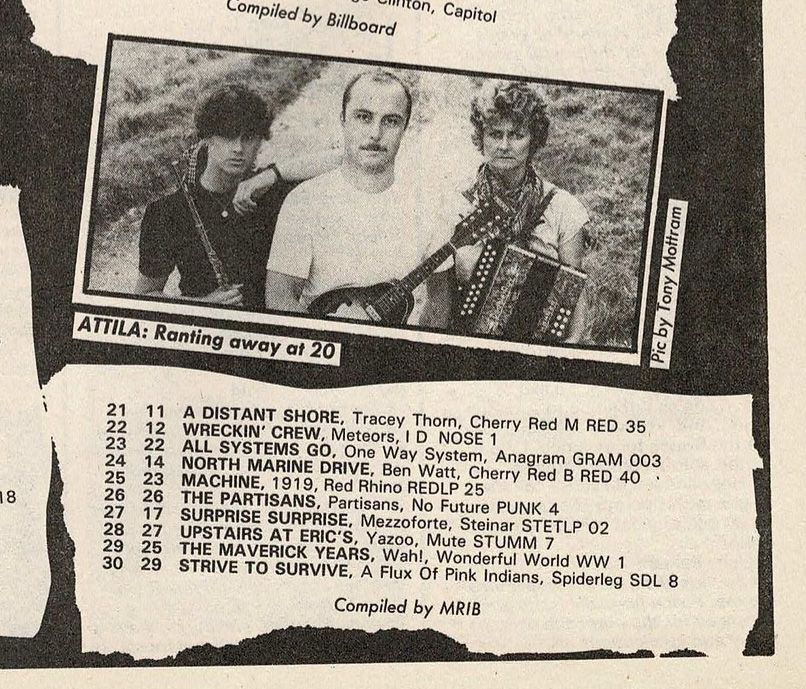 Clinton, Capitol
Compiled by Billboard
Pic by Tony Mottram
ATTILA: Ranting away at 20
21 11 A DISTANT SHORE, Tracey Thorn, Cherry Red M RED 35
22 12 WRECKIN' CREW, Meteors, I D NOSE 1
23 22 ALL SYSTEMS GO, One Way System, Anagram GRAM 003
24 14 NORTH MARINE DRIVE, Ben Watt, Cherry Red B RED 40
25 23 MACHINE, 1919, Red Rhino REDLP 25
26 26 THE PARTISANS, Partisans, No Future PUNK 4
27 17 SURPRISE SURPRISE, Mezzoforte, Steinar STETLP 02
28 27 UPSTAIRS AT ERIC'S, Yazoo, Mute STUMM 7
29 25 THE MAVERICK YEARS, Wah!, Wonderful World WW 1
30 29 STRIVE TO SURVIVE, A Flux Of Pink Indians, Spiderleg SDL 8
Compiled by MRIB
18